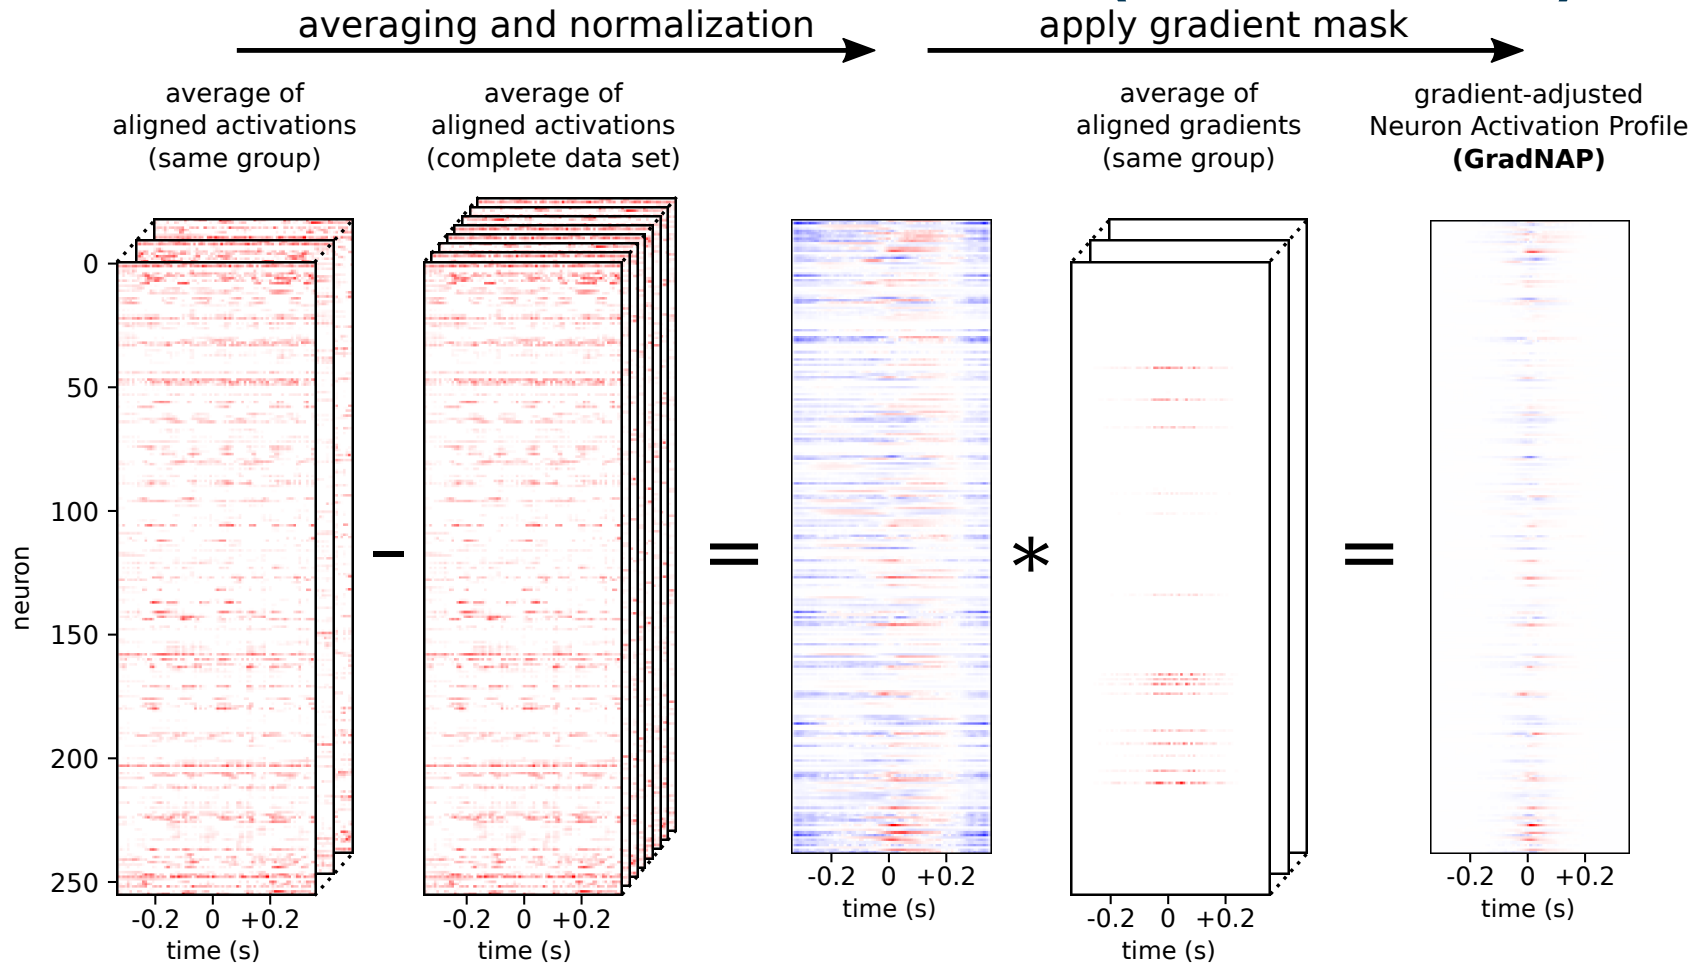 averaging and normalization
apply gradient mask
average of
aligned activations
(same group)
average of
aligned activations
(complete data set)
average of
aligned gradients
(same group)
gradient-adjusted
Neuron Activation Profile
(GradNAP)
0
50
100
150
200
250
neuron
−
=
*
=
-0.2 0 +0.2
time (s)
-0.2 0 +0.2
time (s)
-0.2 0 +0.2
time (s)
-0.2 0 +0.2
time (s)
-0.2 0 +0.2
time (s)